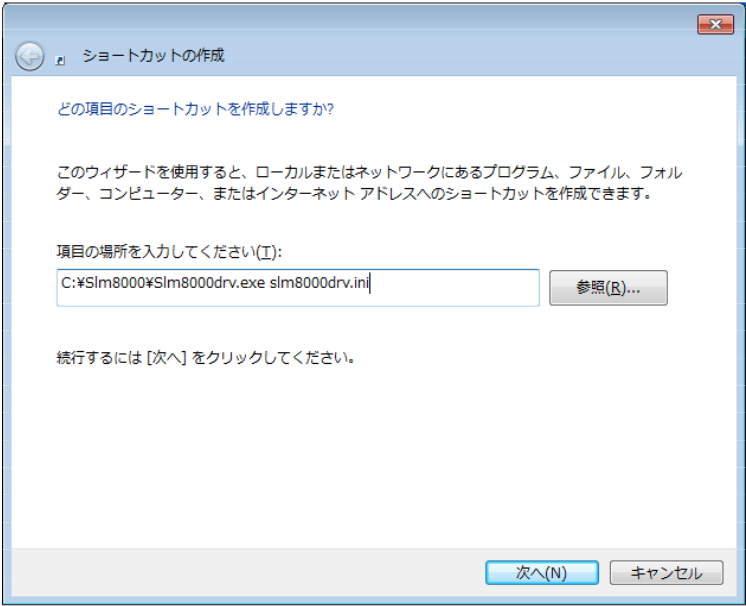 ショートカットの作成
どの項目のショートカットを作成しますか?
このウィザードを使用すると、ローカルまたはネットワークにあるプログラム、ファイル、フォル
ダー、コンピューター、またはインターネット アドレスへのショートカットを作成できます。
項目の場所を入力してください(T):
C:¥Slm8000¥Slm8000drv.exe slm8000drv.ini
参照(R)...
続行するには [次へ] をクリックしてください。
次へ(N)
キャンセル